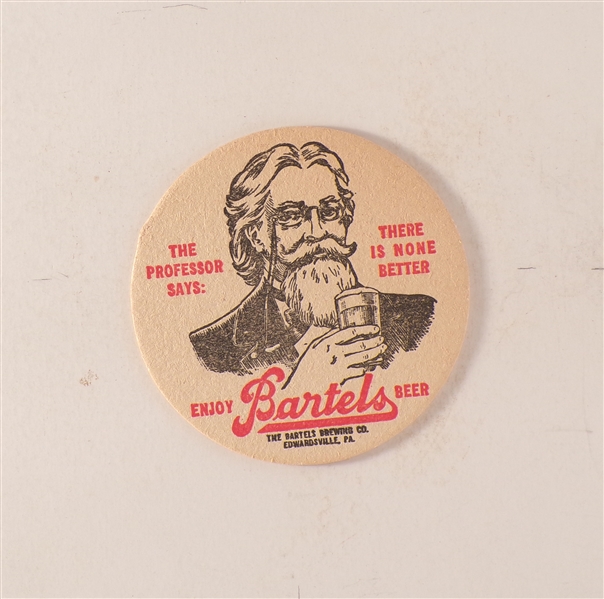 THE
PROFESSOR
SAYS:
THERE
IS NONE
BETTER
ENJOY Bartels BEER
THE BARTELS BREWING CO.
EDWARDSVILLE, PA.